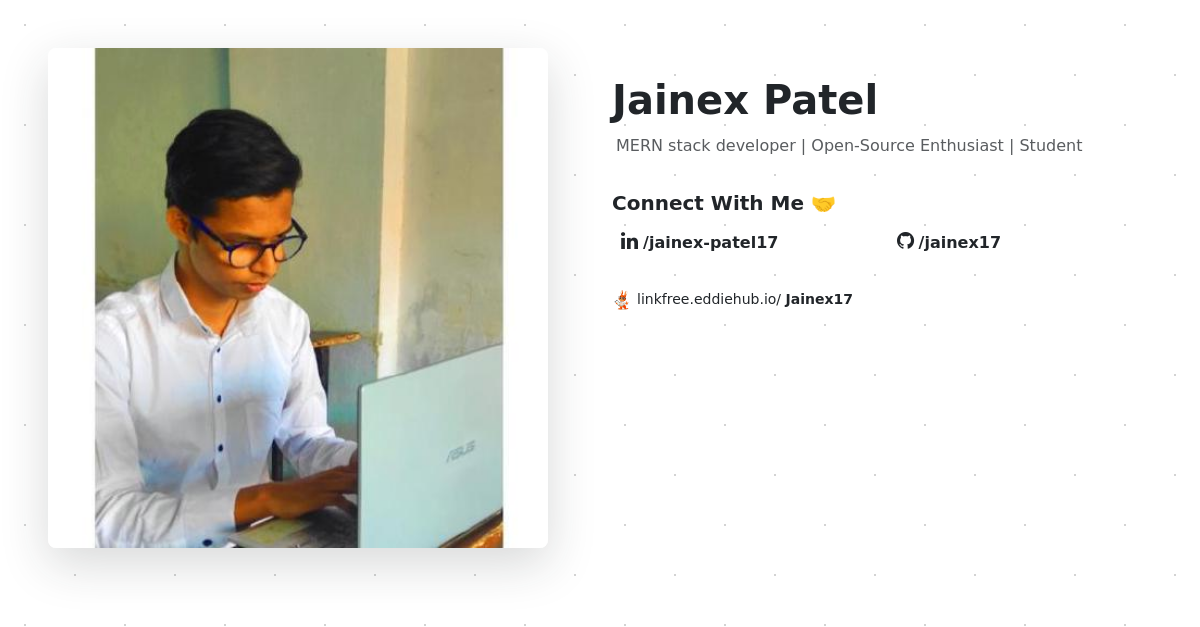 Jainex Patel
MERN stack developer | Open-Source Enthusiast | Student
Connect With Me 🤝
/jainex-patel17
/jainex17
linkfree.eddiehub.io/ Jainex17
ASUS